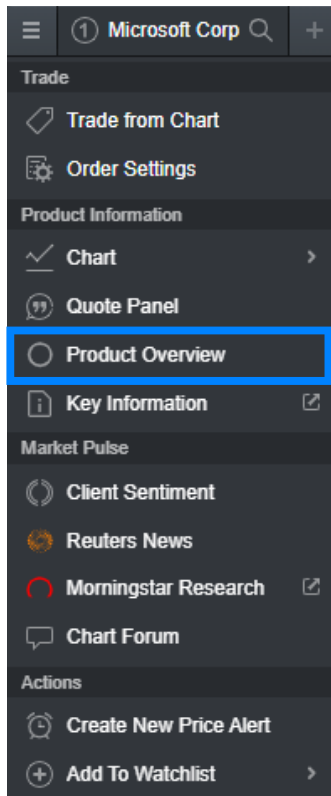 1 Microsoft Corp
Trade
Trade from Chart
Order Settings
Product Information
Chart
Quote Panel
Product Overview
Key Information
Market Pulse
Client Sentiment
Reuters News
Morningstar Research
Chart Forum
Actions
Create New Price Alert
Add To Watchlist